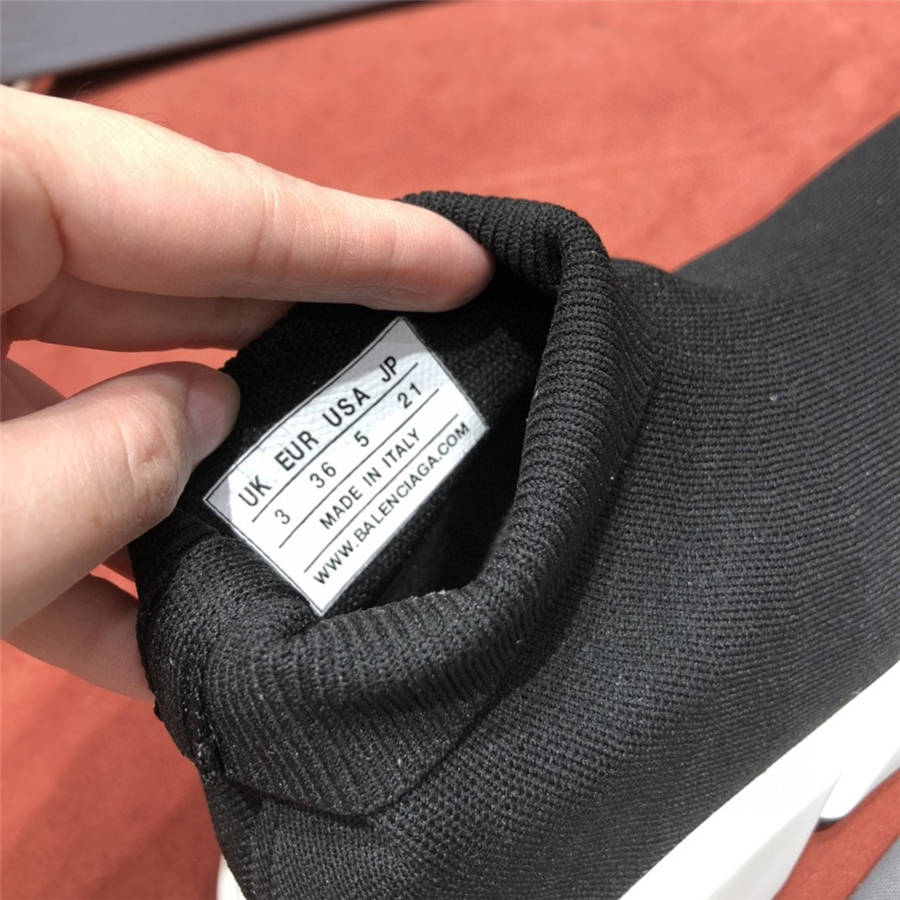 UK EUR USA JP
3 36 5 21
MADE IN ITALY
WWW.BALENCIAGA.COM